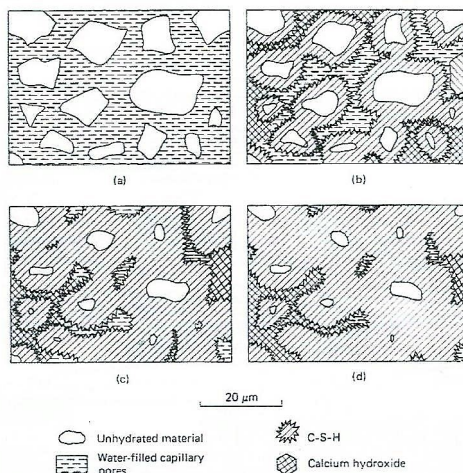 (a)
(b)
(c)
(d)
20 μm
Unhydrated material
C-S-H
Water-filled capillary
pores
Calcium hydroxide